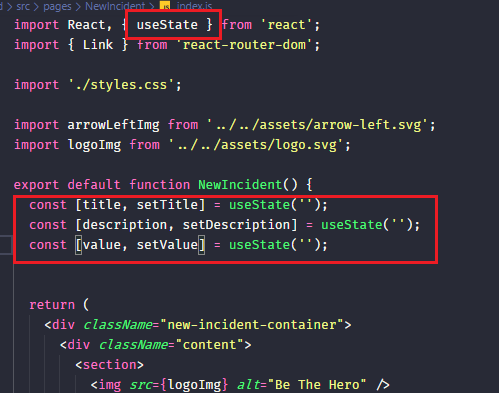 d > src > pages > NewIncident > index.js
import React, { useState } from 'react';
import { Link } from 'react-router-dom';
import './styles.css';
import arrowLeftImg from '../../assets/arrow-left.svg';
import logoImg from '../../assets/logo.svg';
export default function NewIncident() {
const [title, setTitle] = useState('');
const [description, setDescription] = useState('');
const [value, setValue] = useState('');
return (
<div className="new-incident-container">
<div className="content">
<section>
<img src={logoImg} alt="Be The Hero" />